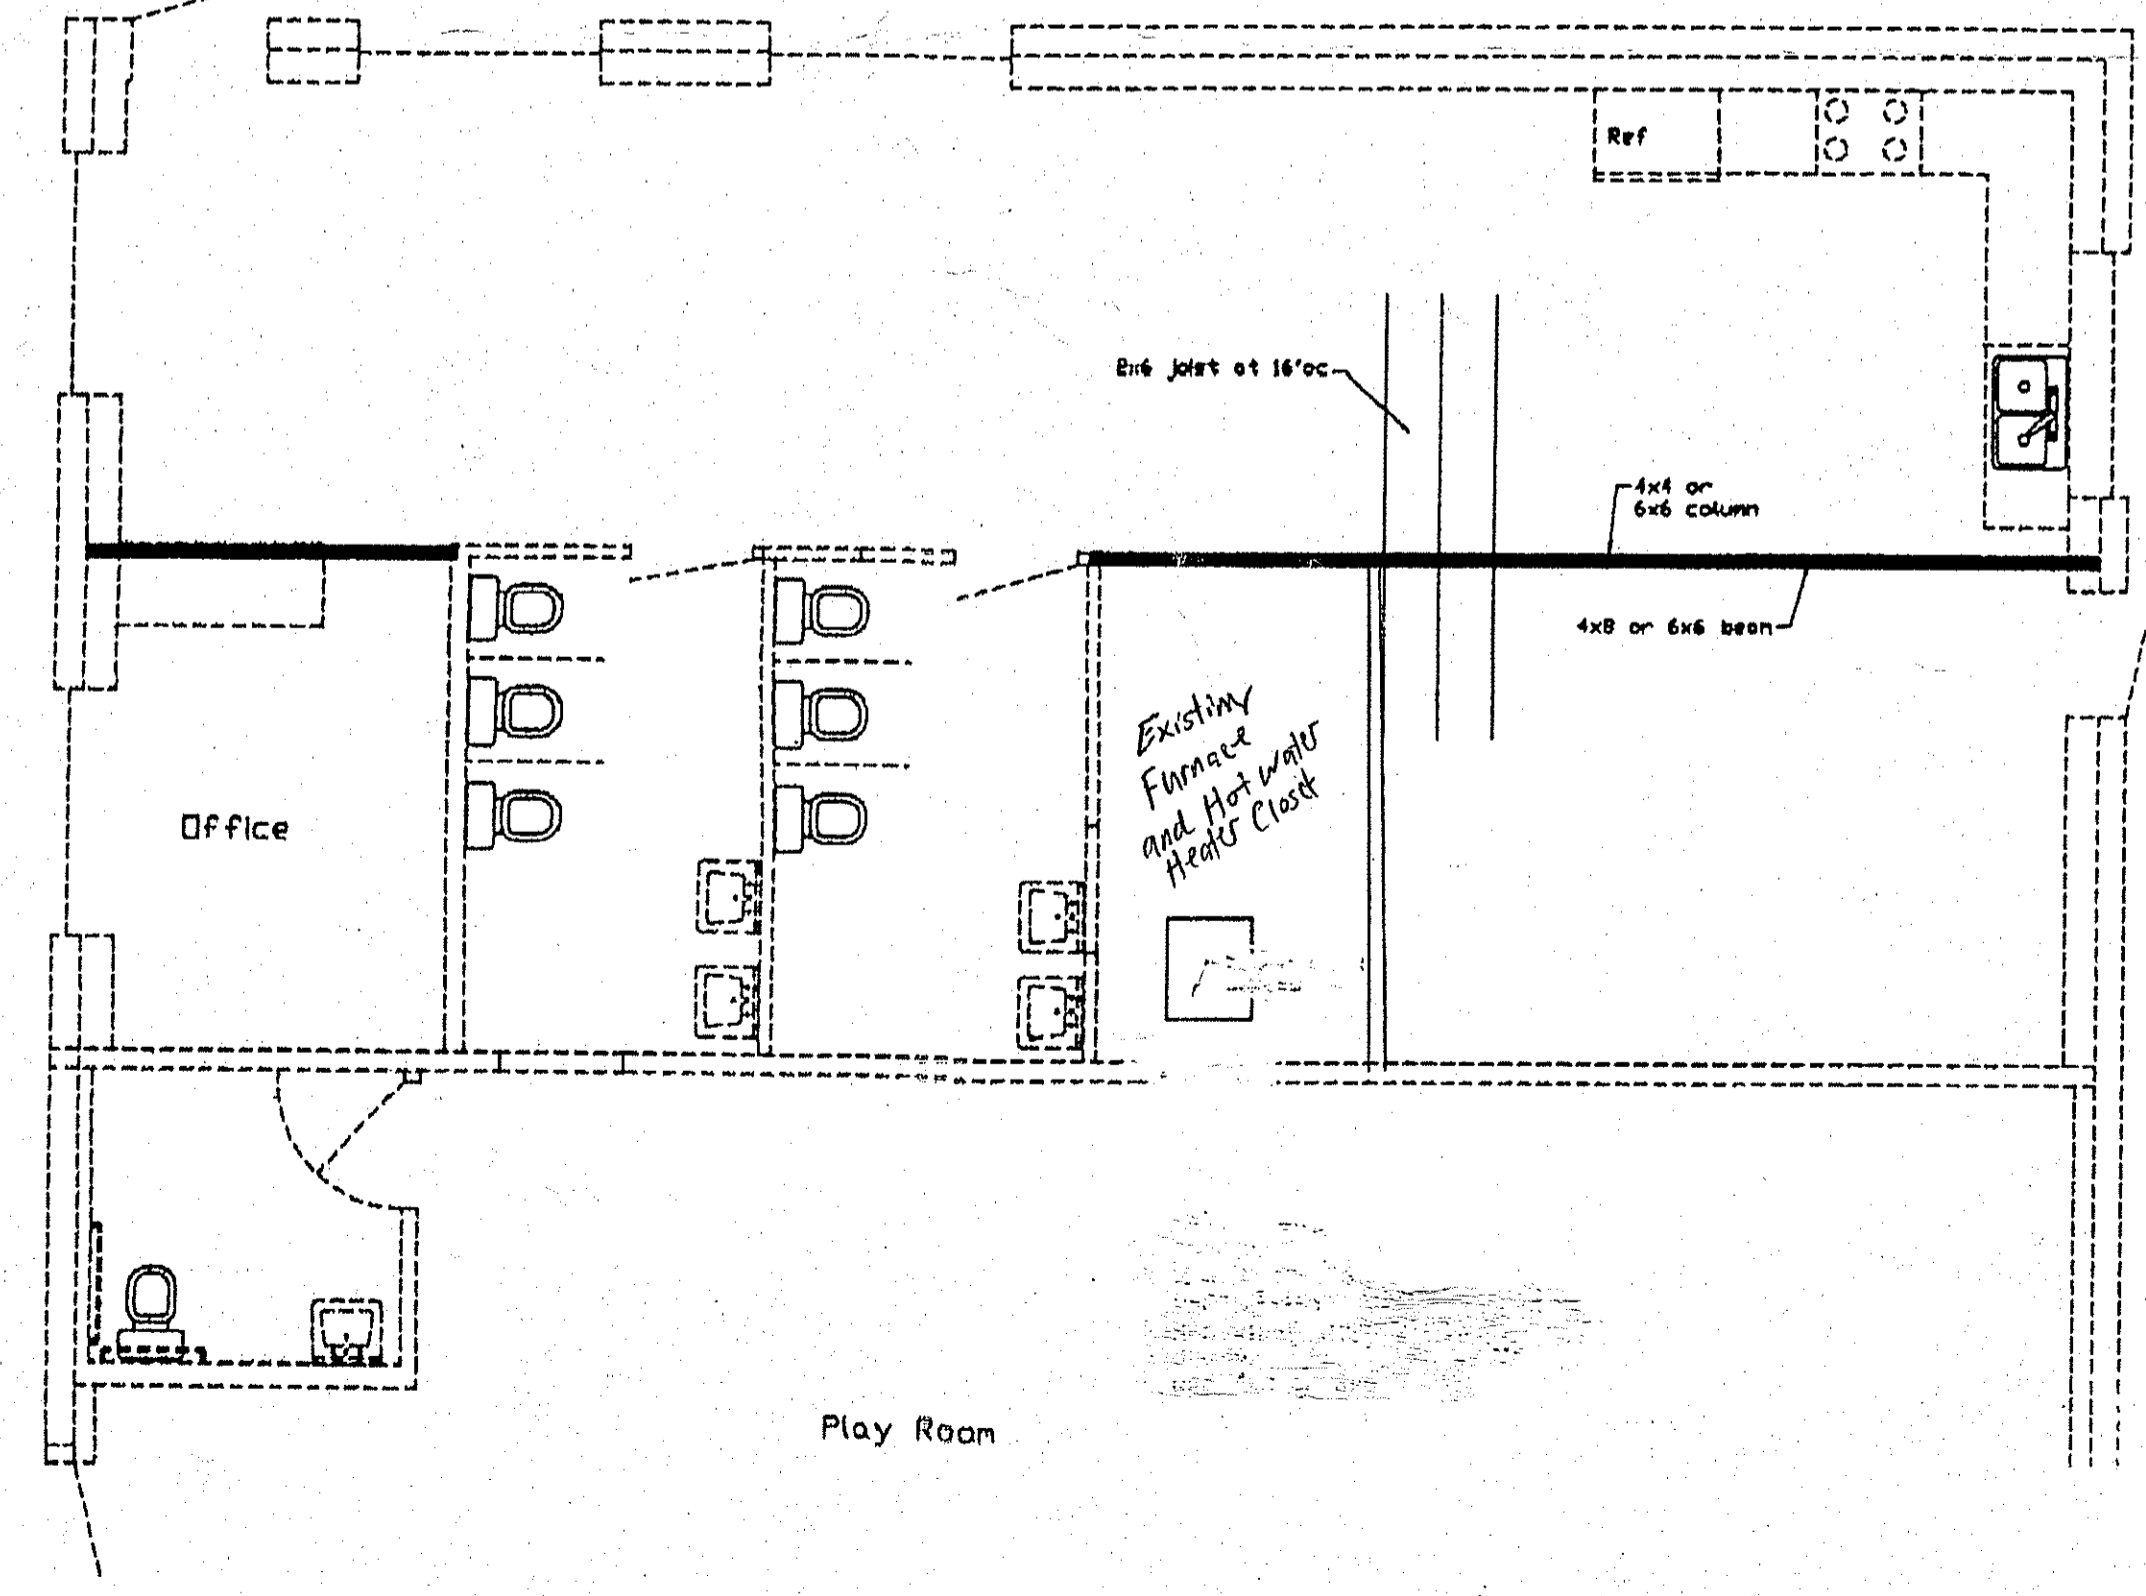 Ref
2x6 joist at 16'oc
4x4 or
6x6 column
4x8 or 6x6 beam
Existing
Furnace
and Hot water
Heater Closet
Office
Play Room